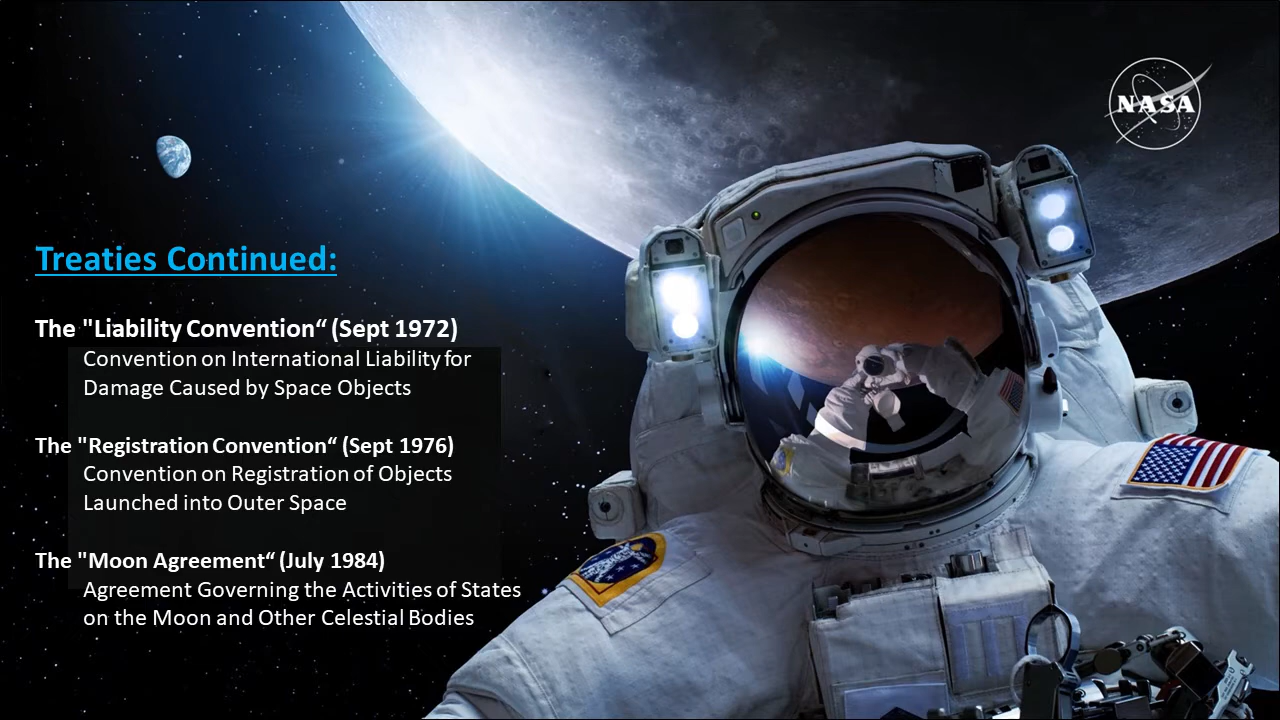 NASA
Treaties Continued:
The "Liability Convention“ (Sept 1972)
Convention on International Liability for
Damage Caused by Space Objects
The "Registration Convention“ (Sept 1976)
Convention on Registration of Objects
Launched into Outer Space
The "Moon Agreement“ (July 1984)
Agreement Governing the Activities of States
on the Moon and Other Celestial Bodies